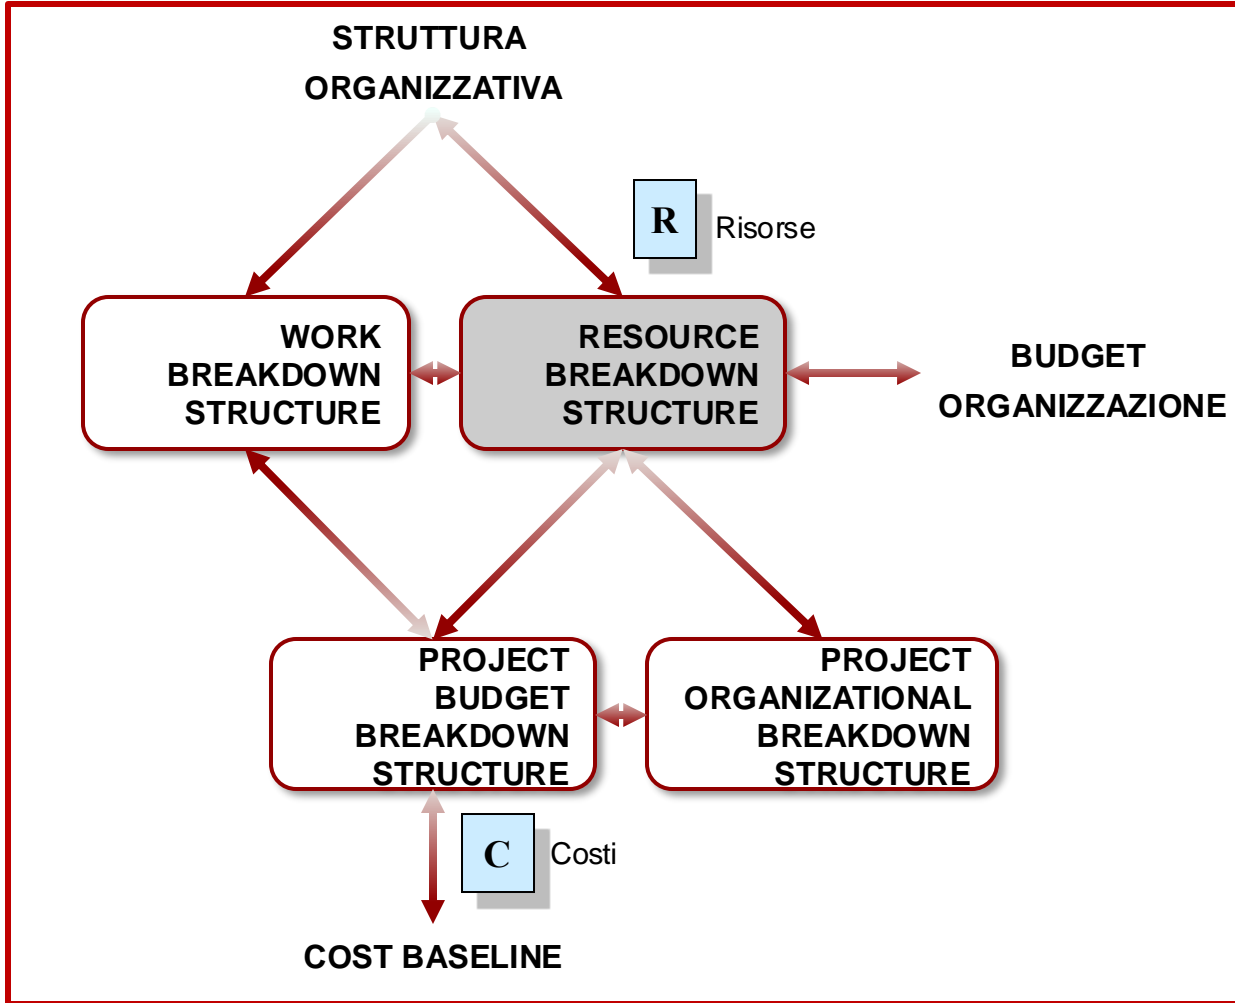 STRUTTURA
ORGANIZZATIVA
R
Risorse
WORK
BREAKDOWN
STRUCTURE
RESOURCE
BREAKDOWN
STRUCTURE
BUDGET
ORGANIZZAZIONE
PROJECT
BUDGET
BREAKDOWN
STRUCTURE
PROJECT
ORGANIZATIONAL
BREAKDOWN
STRUCTURE
C
Costi
COST BASELINE